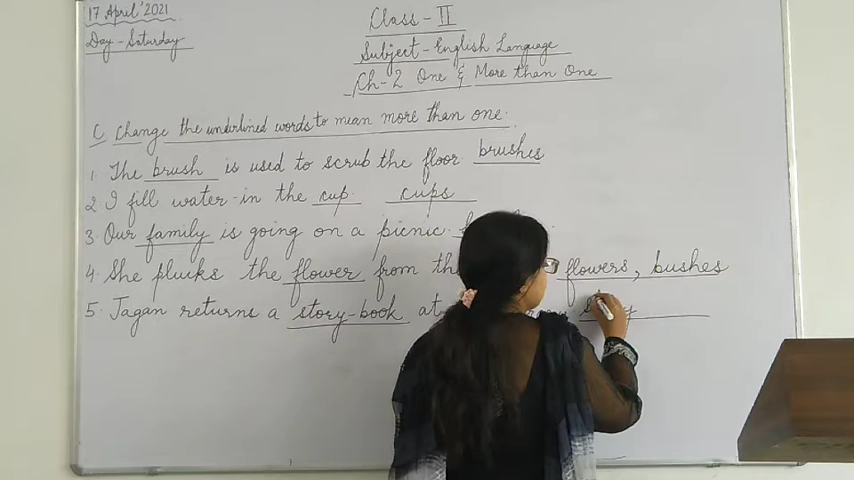 17 April'2021
Day - Saturday
Class - II
Subject - English Language
Ch-2 One & More than One
C. Change the underlined words to mean more than one.
1. The brush is used to scrub the floor. brushes
2. I fill water in the cup. cups
3. Our family is going on a picnic.
4. She plucks the flower from the flowers, bushes
5. Jagan returns a story-book at